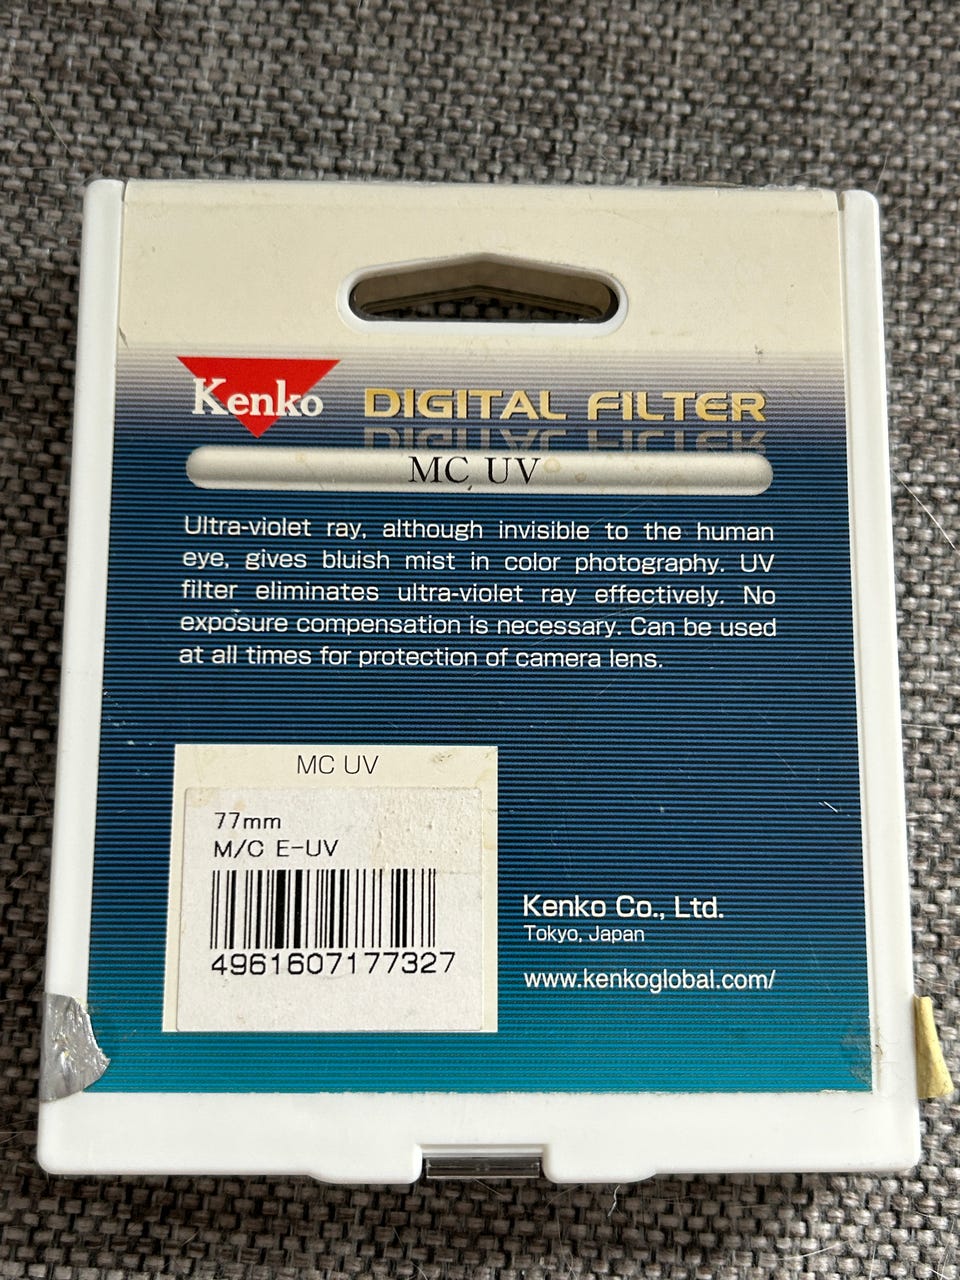 Kenko
DIGITAL FILTER
MC UV
Ultra-violet ray, although invisible to the human
eye, gives bluish mist in color photography. UV
filter eliminates ultra-violet ray effectively. No
exposure compensation is necessary. Can be used
at all times for protection of camera lens.
MC UV
77mm
M/C E-UV
4961607177327
Kenko Co., Ltd.
Tokyo, Japan
www.kenkoglobal.com/